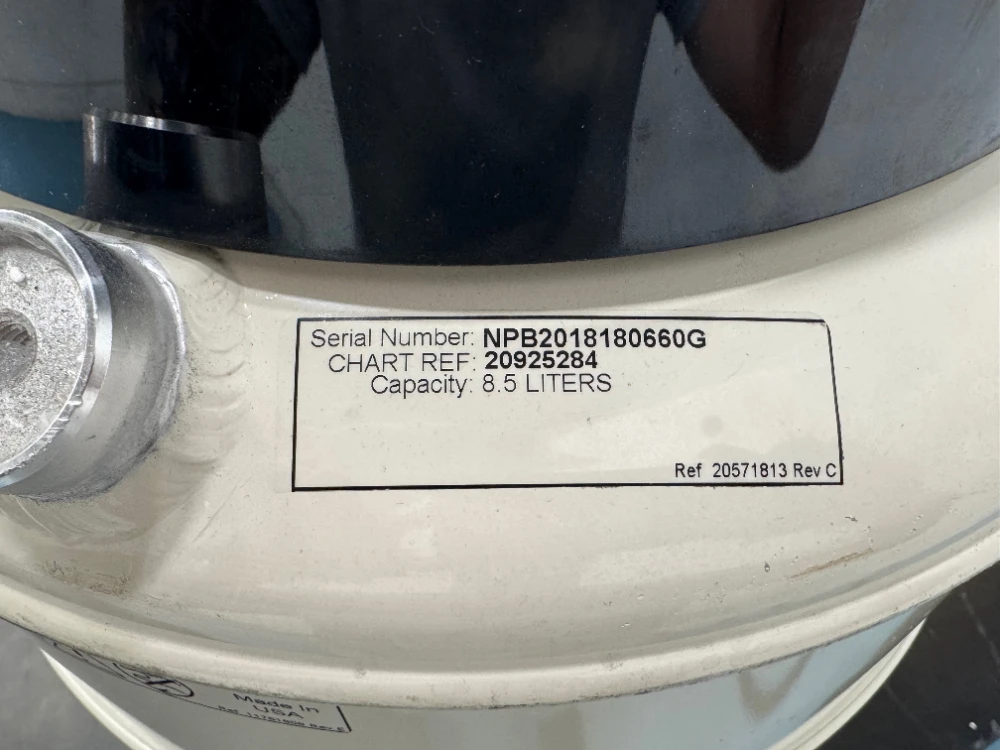 Serial Number: NPB2018180660G
CHART REF: 20925284
Capacity: 8.5 LITERS
Ref 20571813 Rev C
Made In
USA